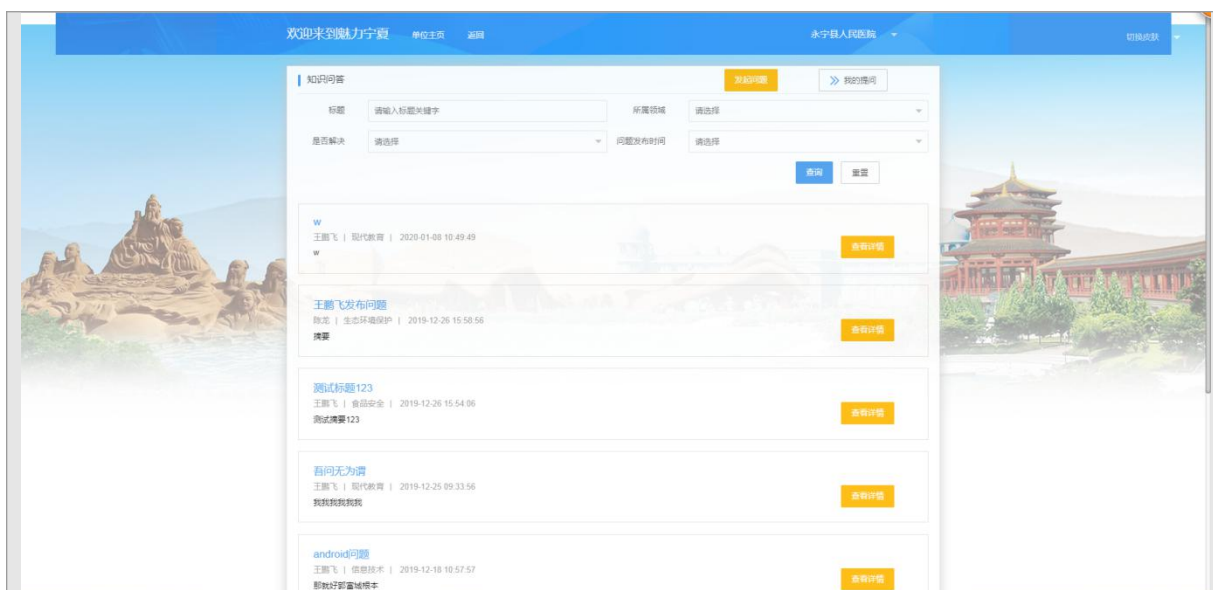 欢迎来到魅力宁夏 单位主页 返回 永宁县人民医院 切换皮肤
知识问答 发起问题 我的提问
标题 请输入标题关键字 所属领域 请选择
是否解决 请选择 问题发布时间 请选择
查询 重置
w
王鹏飞 | 现代教育 | 2020-01-08 10:49:49
w
查看详情
王鹏飞发布问题
陈龙 | 生态环境保护 | 2019-12-26 15:58:56
摘要
查看详情
测试标题123
王鹏飞 | 食品安全 | 2019-12-26 15:54:06
测试摘要123
查看详情
吾问无为谓
王鹏飞 | 现代教育 | 2019-12-25 09:33:56
我我我我我我
查看详情
android问题
王鹏飞 | 信息技术 | 2019-12-18 10:57:57
那就好郭富城根本
查看详情